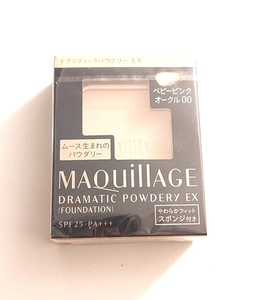 ドラマティックパウダリー EX
ベビーピンク
オークル00
ムース生まれの
パウダリー
MAQuillAGE
DRAMATIC POWDERY EX
(FOUNDATION)
SPF25・PA+++
やわらかフィット
スポンジ付き